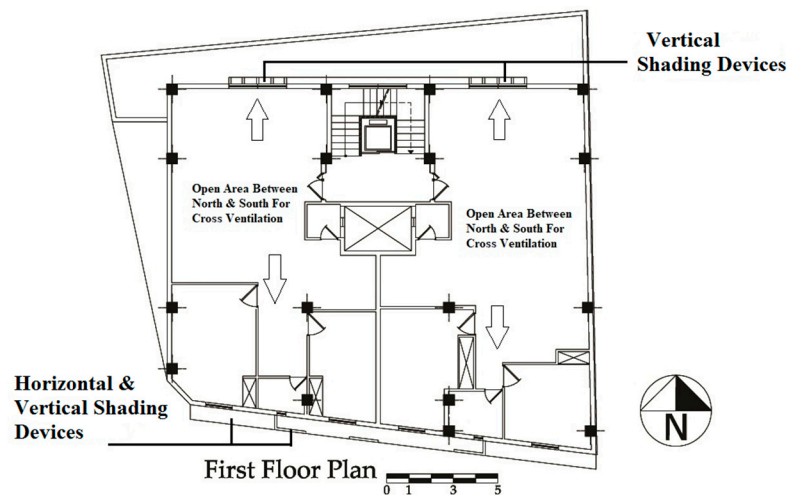 Vertical
Shading Devices
Open Area Between
North & South For
Cross Ventilation
Open Area Between
North & South For
Cross Ventilation
Horizontal &
Vertical Shading
Devices
N
First Floor Plan
0 1 3 5